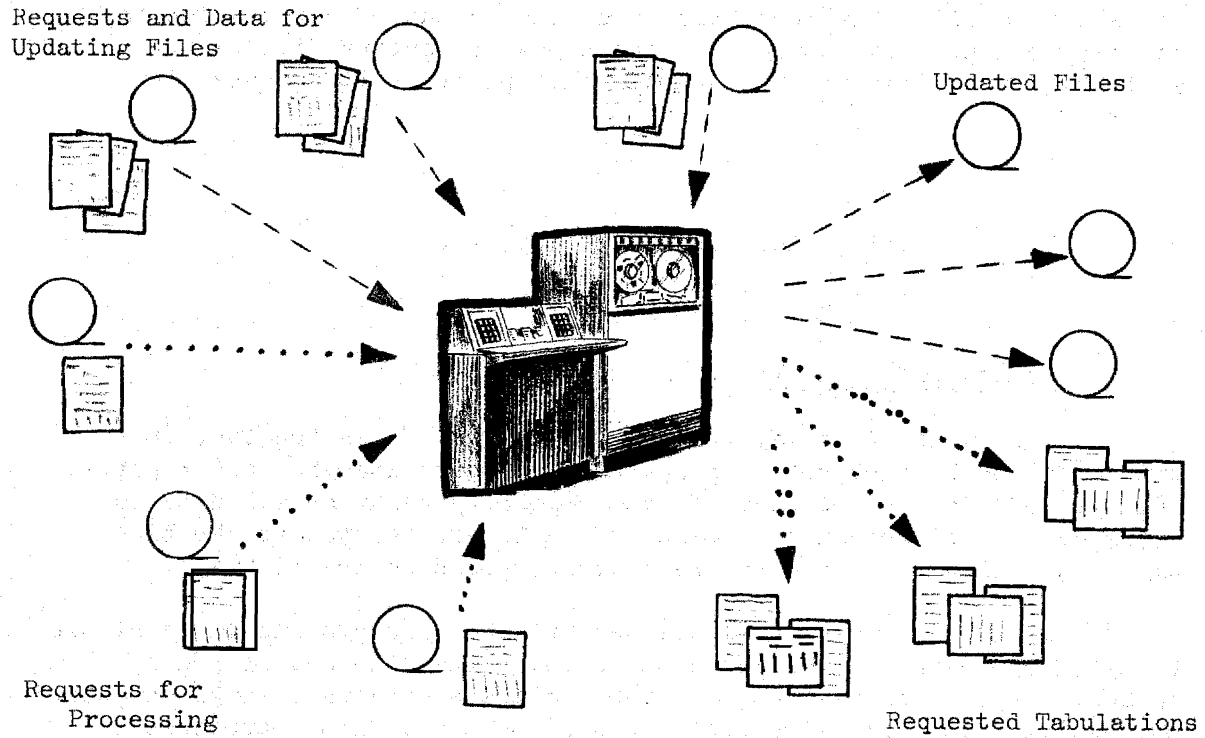 Requests and Data for
Updating Files
Updated Files
Requests for
Processing
Requested Tabulations